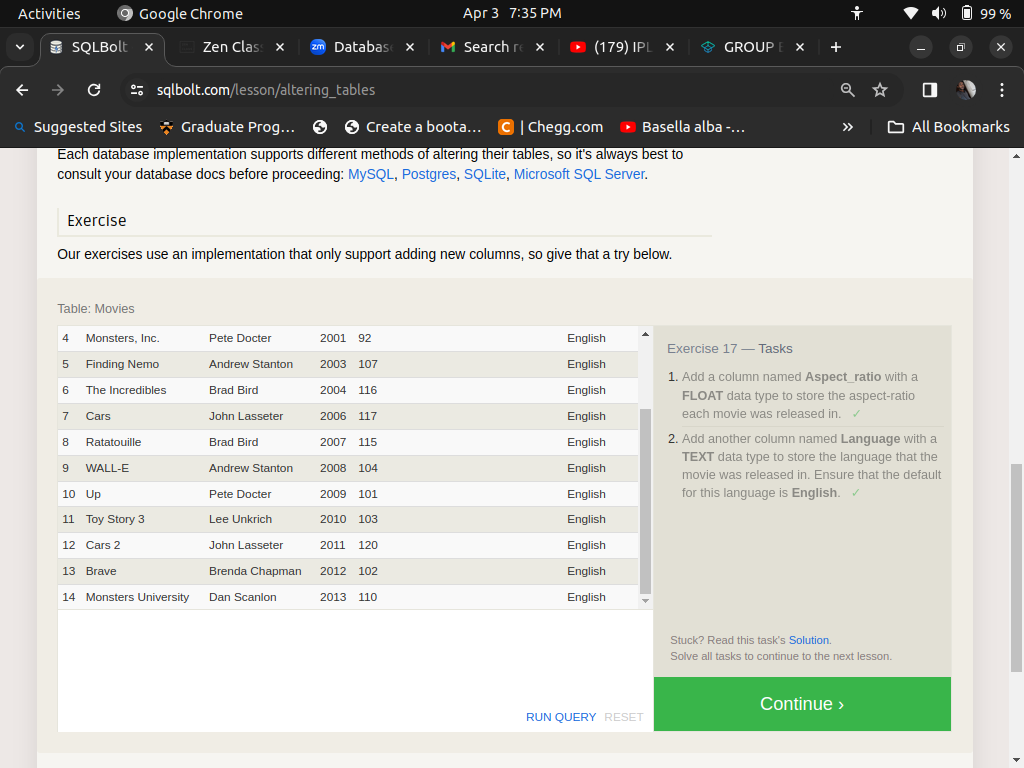 Activities Google Chrome Apr 3 7:35 PM 99 %
SQLBolt Zen Clas zm Databas Search re (179) IPL GROUP
sqlbolt.com/lesson/altering_tables
Suggested Sites Graduate Prog... Create a boota... C | Chegg.com Basella alba -... » All Bookmarks
Each database implementation supports different methods of altering their tables, so it's always best to
consult your database docs before proceeding: MySQL, Postgres, SQLite, Microsoft SQL Server.
Exercise
Our exercises use an implementation that only support adding new columns, so give that a try below.
Table: Movies
4 Monsters, Inc. Pete Docter 2001 92 English
5 Finding Nemo Andrew Stanton 2003 107 English
6 The Incredibles Brad Bird 2004 116 English
7 Cars John Lasseter 2006 117 English
8 Ratatouille Brad Bird 2007 115 English
9 WALL-E Andrew Stanton 2008 104 English
10 Up Pete Docter 2009 101 English
11 Toy Story 3 Lee Unkrich 2010 103 English
12 Cars 2 John Lasseter 2011 120 English
13 Brave Brenda Chapman 2012 102 English
14 Monsters University Dan Scanlon 2013 110 English
RUN QUERY RESET
Exercise 17 — Tasks
1. Add a column named Aspect_ratio with a
FLOAT data type to store the aspect-ratio
each movie was released in. ✓
2. Add another column named Language with a
TEXT data type to store the language that the
movie was released in. Ensure that the default
for this language is English. ✓
Stuck? Read this task's Solution.
Solve all tasks to continue to the next lesson.
Continue ›